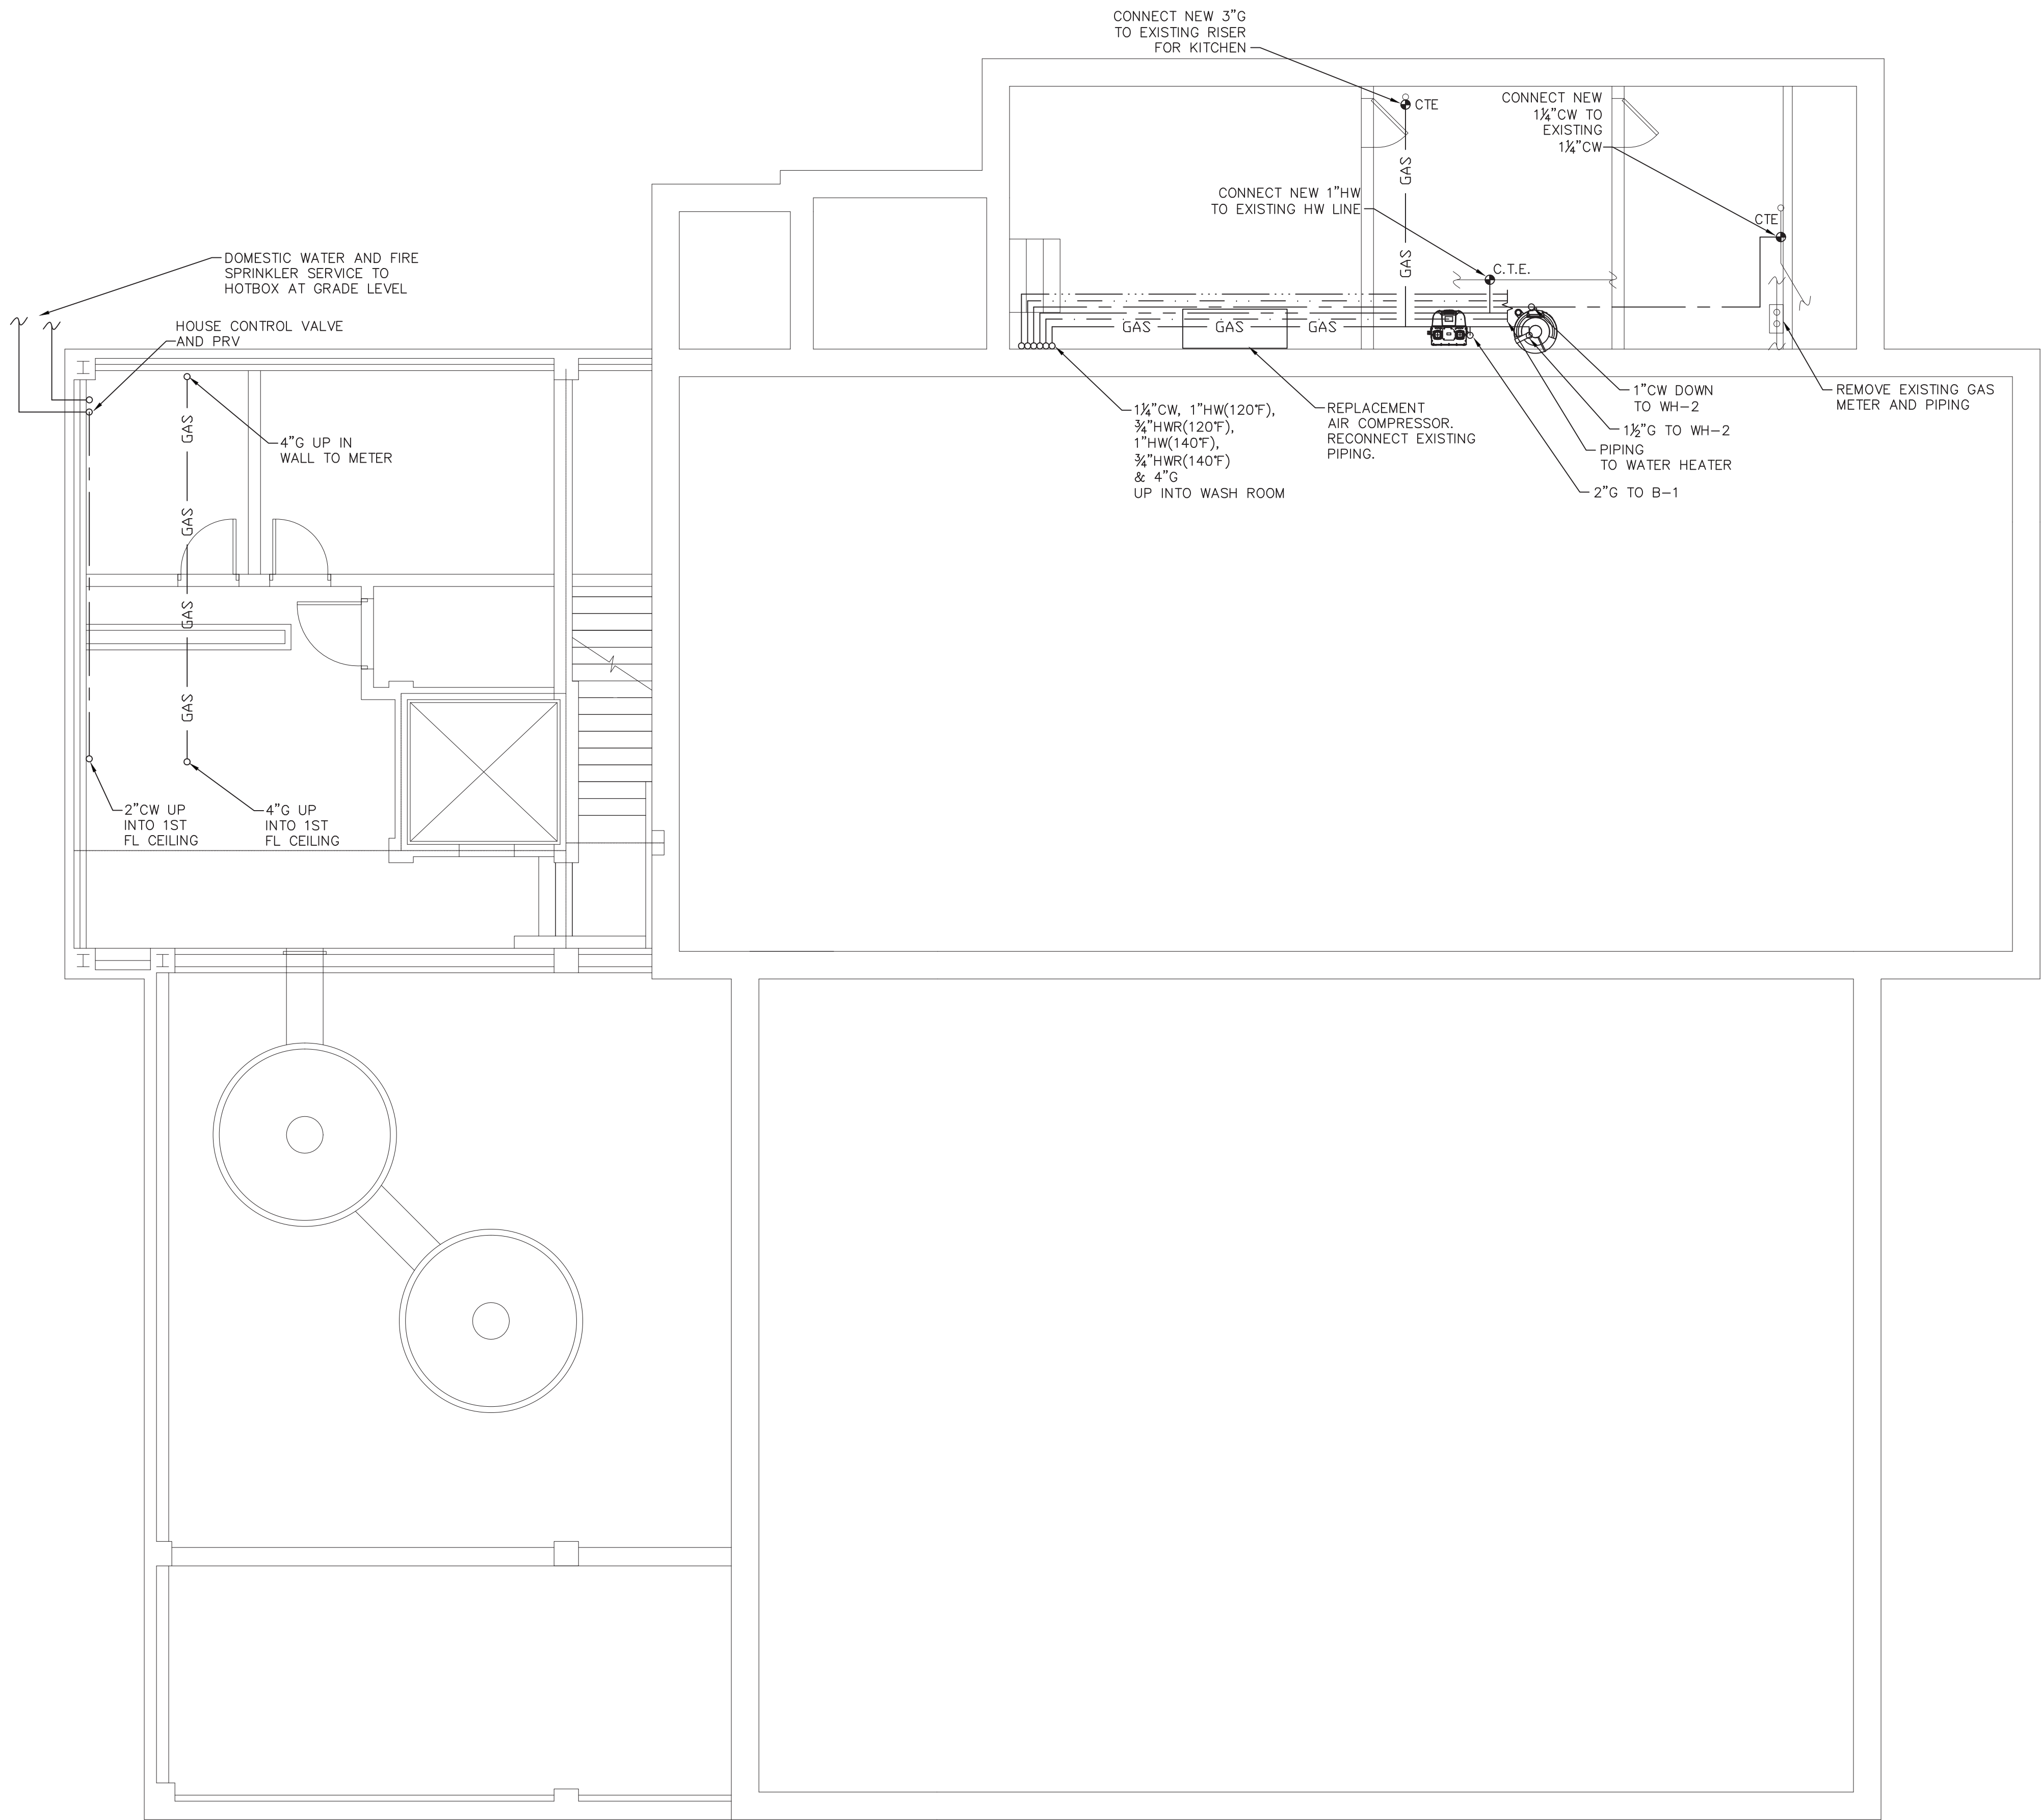 CONNECT NEW 3"G
TO EXISTING RISER
FOR KITCHEN
CTE
CONNECT NEW
1¼"CW TO
EXISTING
1¼"CW
GAS
CONNECT NEW 1"HW
TO EXISTING HW LINE
CTE
GAS
C.T.E.
DOMESTIC WATER AND FIRE
SPRINKLER SERVICE TO
HOTBOX AT GRADE LEVEL
HOUSE CONTROL VALVE
AND PRV
GAS GAS GAS
1"CW DOWN
TO WH-2
REMOVE EXISTING GAS
METER AND PIPING
1¼"CW, 1"HW(120°F),
¾"HWR(120°F),
1"HW(140°F),
¾"HWR(140°F)
& 4"G
UP INTO WASH ROOM
REPLACEMENT
AIR COMPRESSOR.
RECONNECT EXISTING
PIPING.
1½"G TO WH-2
PIPING
TO WATER HEATER
2"G TO B-1
GAS
4"G UP IN
WALL TO METER
GAS
GAS
GAS
2"CW UP
INTO 1ST
FL CEILING
4"G UP
INTO 1ST
FL CEILING